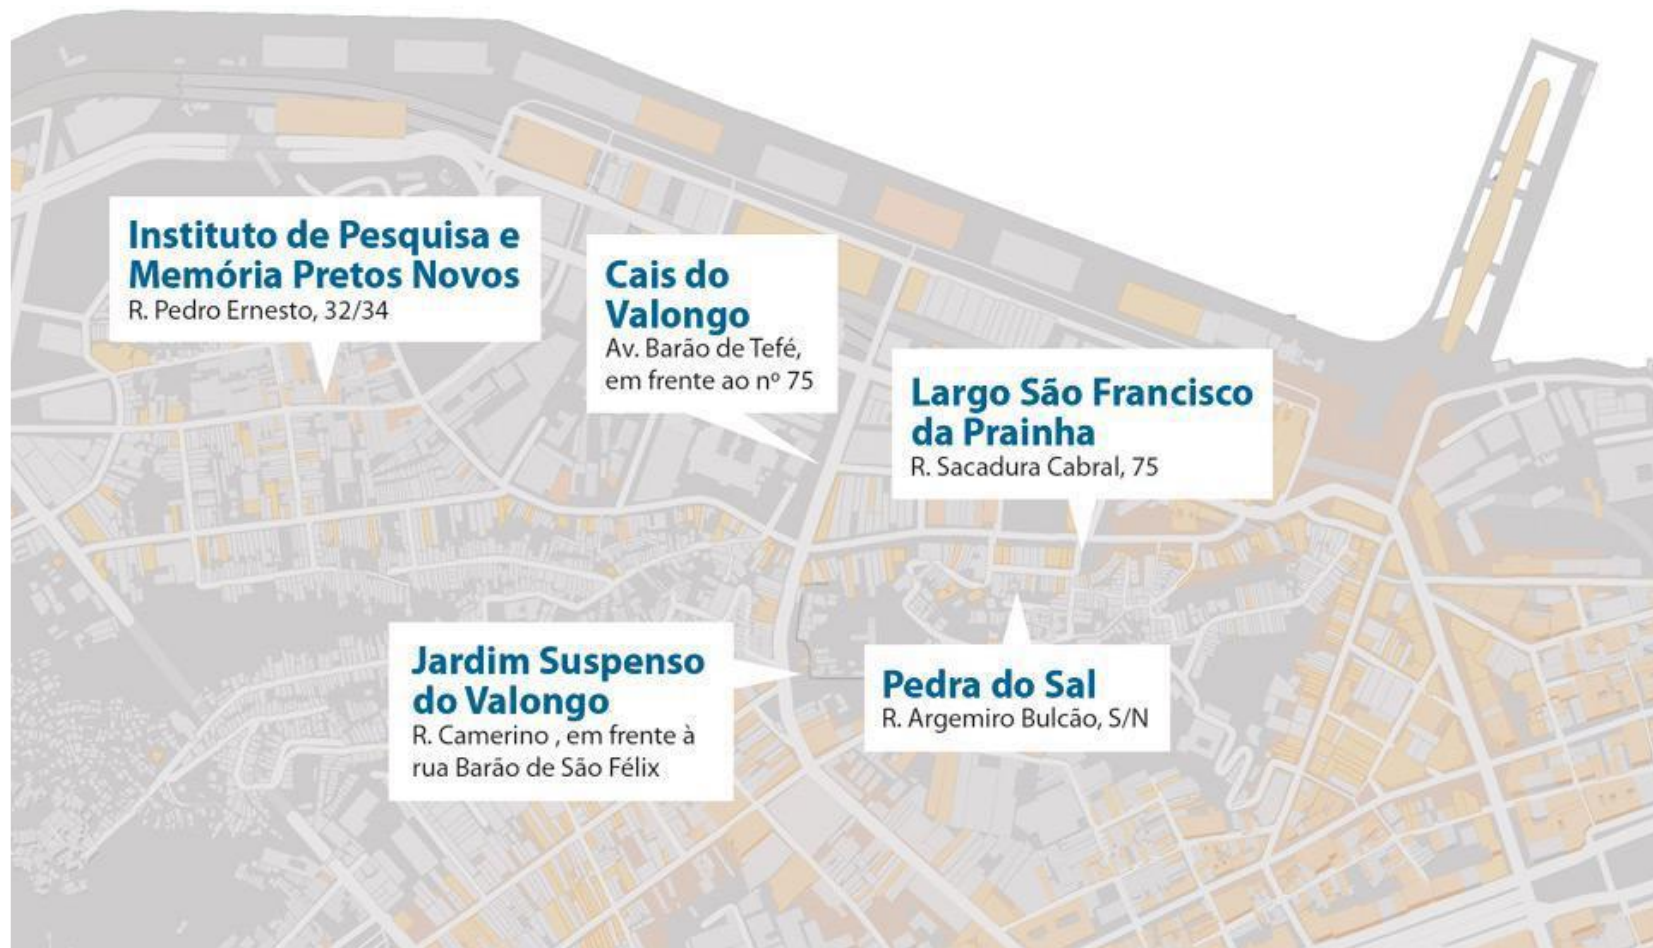 Instituto de Pesquisa e
Memória Pretos Novos
R. Pedro Ernesto, 32/34
Cais do
Valongo
Av. Barão de Tefé,
em frente ao nº 75
Largo São Francisco
da Prainha
R. Sacadura Cabral, 75
Jardim Suspenso
do Valongo
R. Camerino , em frente à
rua Barão de São Félix
Pedra do Sal
R. Argemiro Bulcão, S/N